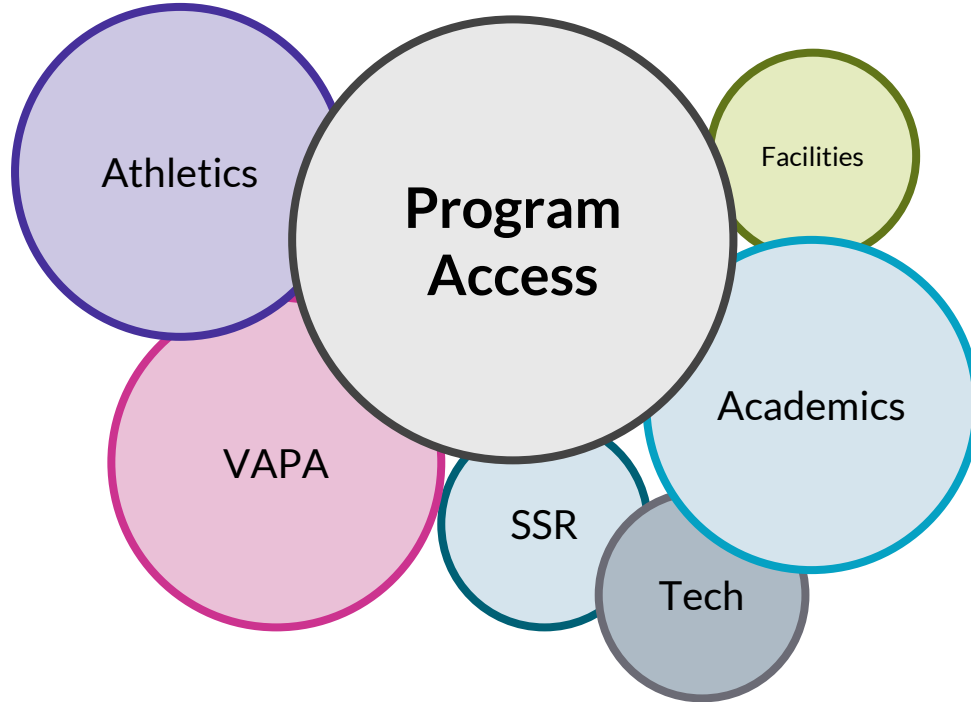 Athletics
Program
Access
Facilities
Academics
VAPA
SSR
Tech